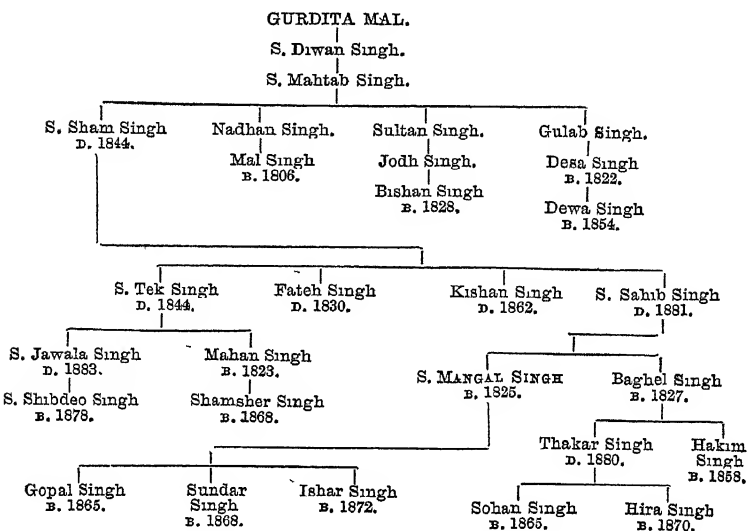 GURDITA MAL.
S. Diwan Singh.
S. Mahtab Singh.
S. Sham Singh Nadhan Singh. Sultan Singh. Gulab Singh.
D. 1844. Mal Singh Jodh Singh. Desa Singh
B. 1806. Bishan Singh B. 1822.
B. 1828. Dewa Singh
B. 1854.
S. Tek Singh Fateh Singh Kishan Singh S. Sahib Singh
D. 1844. D. 1830. D. 1862. D. 1881.
S. Jawala Singh Mahan Singh
D. 1883. B. 1823.
S. MANGAL SINGH Baghel Singh
B. 1825. B. 1827.
S. Shibdeo Singh Shamsher Singh
B. 1878. B. 1868.
Thakar Singh Hakim
D. 1880. Singh
B. 1858.
Gopal Singh Sundar Ishar Singh
B. 1865. Singh B. 1872.
B. 1868.
Sohan Singh Hira Singh
B. 1865. B. 1870.